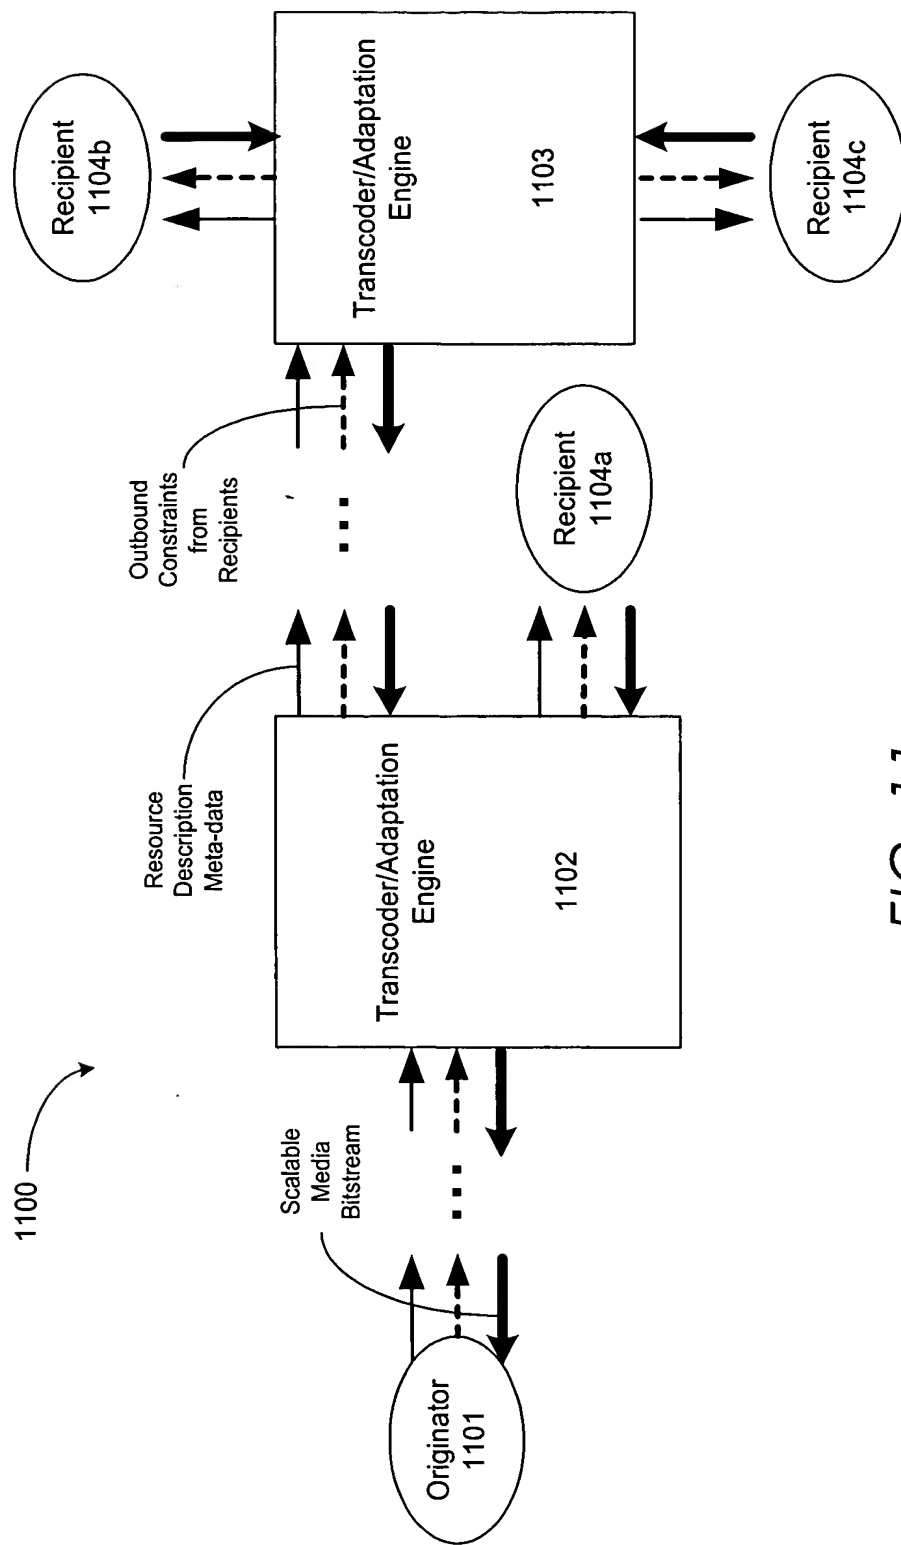 1100
Originator
1101
Scalable
Media
Bitstream
Transcoder/Adaptation
Engine
1102
Resource
Description
Meta-data
Outbound
Constraints
from
Recipients
...
...
Recipient
1104a
Transcoder/Adaptation
Engine
1103
Recipient
1104b
Recipient
1104c
FIG. 11